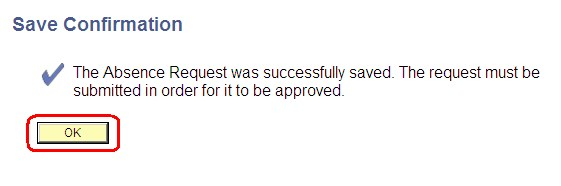 Save Confirmation
The Absence Request was successfully saved. The request must be
submitted in order for it to be approved.
OK